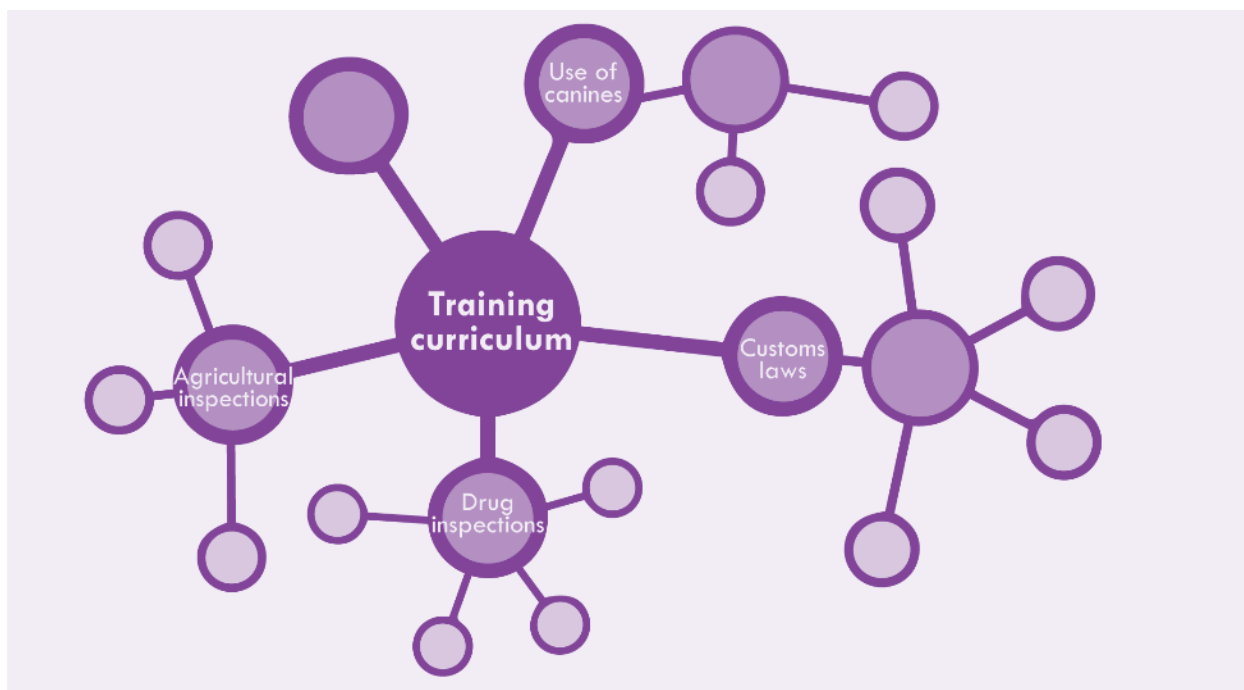 Use of
canines
Training
curriculum
Customs
laws
Agricultural
inspections
Drug
inspections